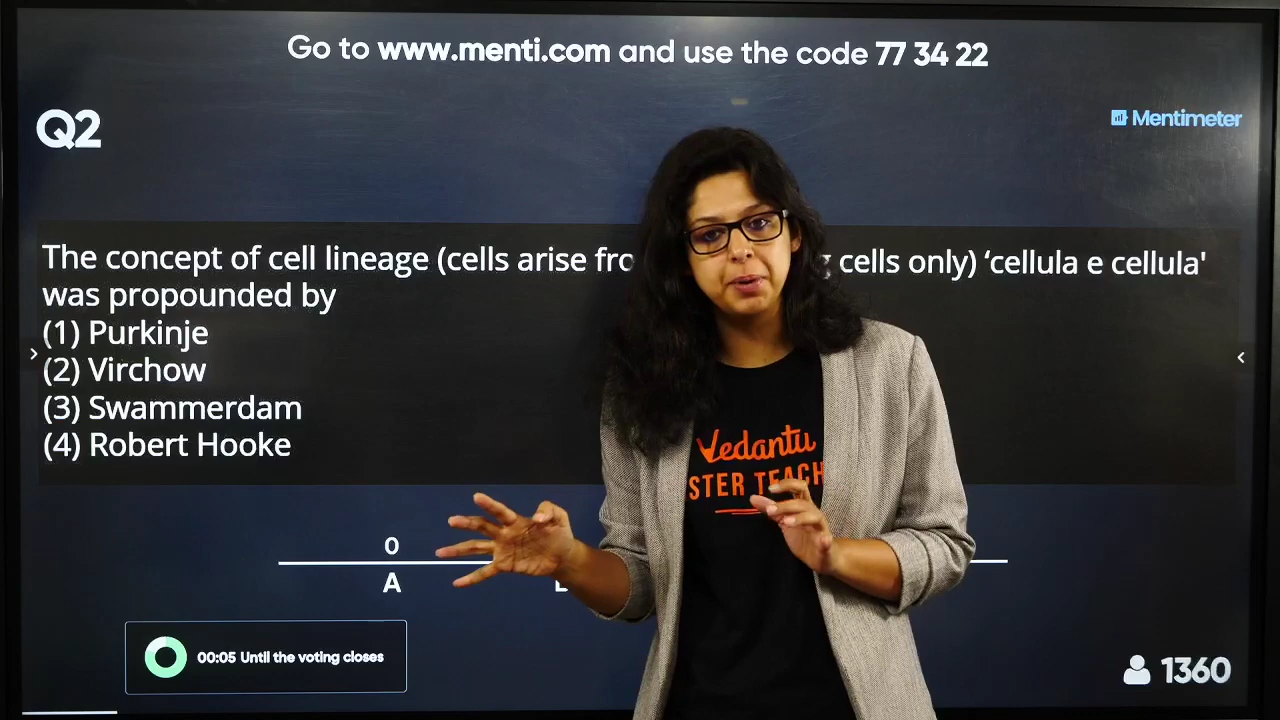 Go to www.menti.com and use the code 77 34 22
Q2
Mentimeter
The concept of cell lineage (cells arise cells only) ‘cellula e cellula'
was propounded by
(1) Purkinje
(2) Virchow
(3) Swammerdam
(4) Robert Hooke
Vedantu
STER TEACH
0
A
00:05 Until the voting closes
1360